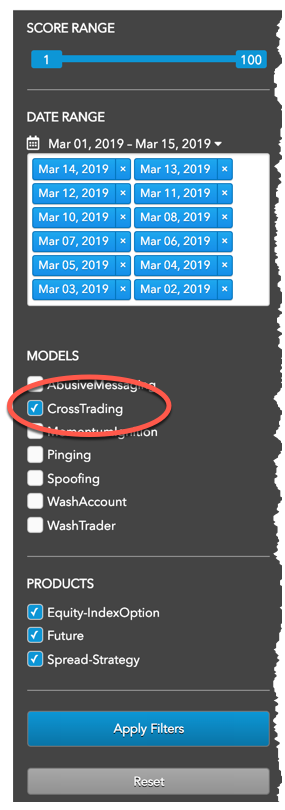 SCORE RANGE
1 100
DATE RANGE
Mar 01, 2019 – Mar 15, 2019
Mar 14, 2019 × Mar 13, 2019 ×
Mar 12, 2019 × Mar 11, 2019 ×
Mar 10, 2019 × Mar 08, 2019 ×
Mar 07, 2019 × Mar 06, 2019 ×
Mar 05, 2019 × Mar 04, 2019 ×
Mar 03, 2019 × Mar 02, 2019 ×
MODELS
AbusiveMessaging
CrossTrading
MomentumIgnition
Pinging
Spoofing
WashAccount
WashTrader
PRODUCTS
Equity-IndexOption
Future
Spread-Strategy
Apply Filters
Reset